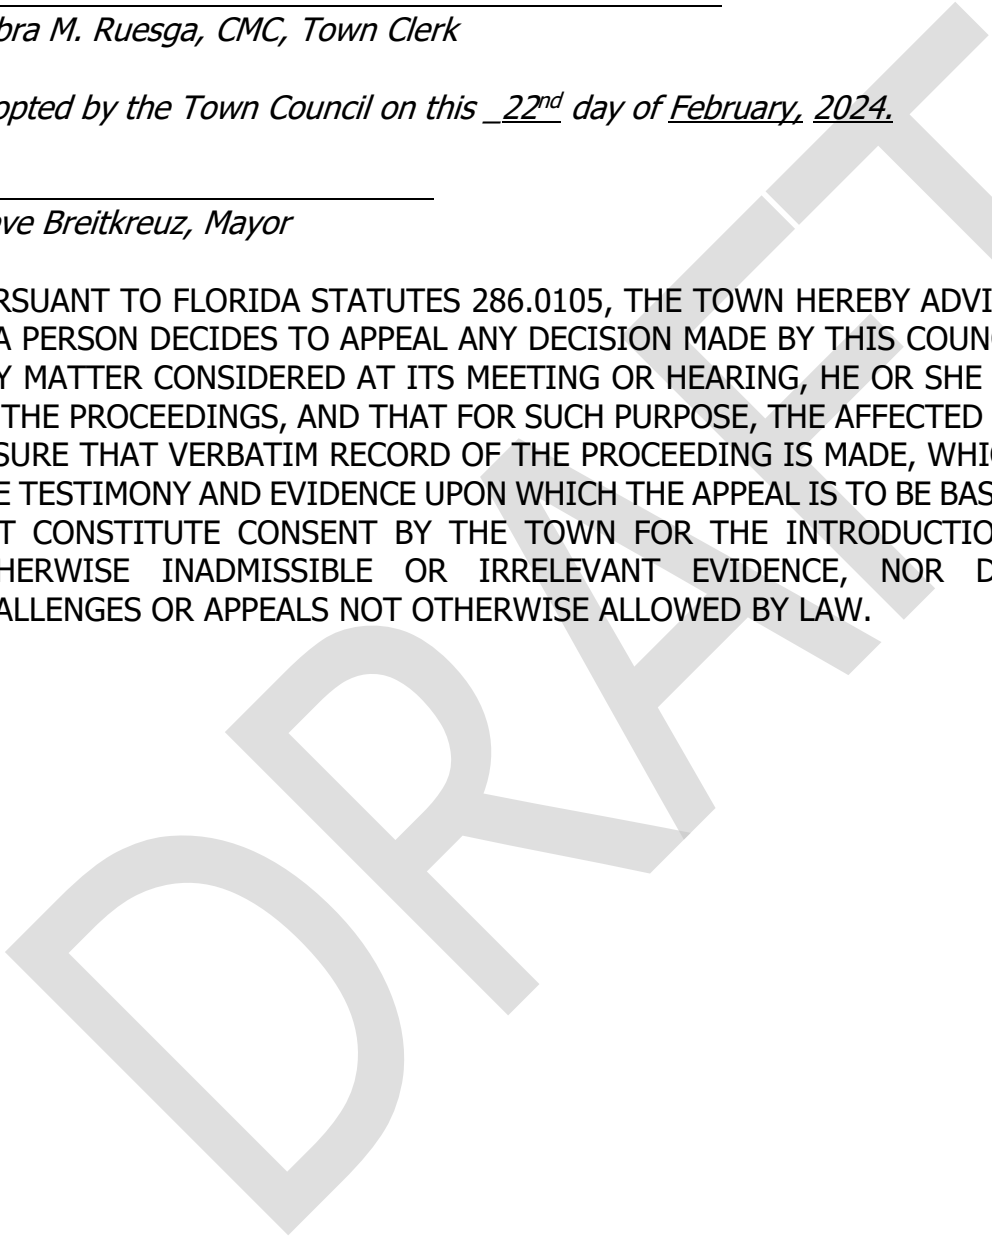 bra M. Ruesga, CMC, Town Clerk
opted by the Town Council on this _22nd day of February, 2024.
ve Breitkreuz, Mayor
RSUANT TO FLORIDA STATUTES 286.0105, THE TOWN HEREBY ADVI
A PERSON DECIDES TO APPEAL ANY DECISION MADE BY THIS COUN
Y MATTER CONSIDERED AT ITS MEETING OR HEARING, HE OR SHE
THE PROCEEDINGS, AND THAT FOR SUCH PURPOSE, THE AFFECTED
SURE THAT VERBATIM RECORD OF THE PROCEEDING IS MADE, WHI
E TESTIMONY AND EVIDENCE UPON WHICH THE APPEAL IS TO BE BAS
T CONSTITUTE CONSENT BY THE TOWN FOR THE INTRODUCTIO
HERWISE INADMISSIBLE OR IRRELEVANT EVIDENCE, NOR D
ALLENGES OR APPEALS NOT OTHERWISE ALLOWED BY LAW.
DRAFT